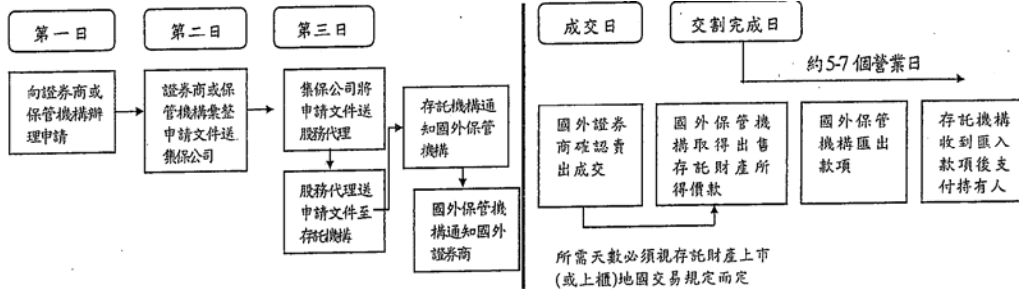 第一日
第二日
第三日
向證券商或
保管機構辦
理申請
證券商或保
管機構彙整
申請文件送
集保公司
集保公司將
申請文件送
股務代理
股務代理送
申請文件至
存託機構
存託機構通
知國外保管
機構
國外保管機
構通知國外
證券商
成交日
交割完成日
約5-7個營業日
國外證券
商確認賣
出成交
國外保管機
構取得出售
存託財產所
得價款
國外保管
機構匯出
款項
存託機構
收到匯入
款項後支
付持有人
所需天數必須視存託財產上市
(或上櫃)地國交易規定而定